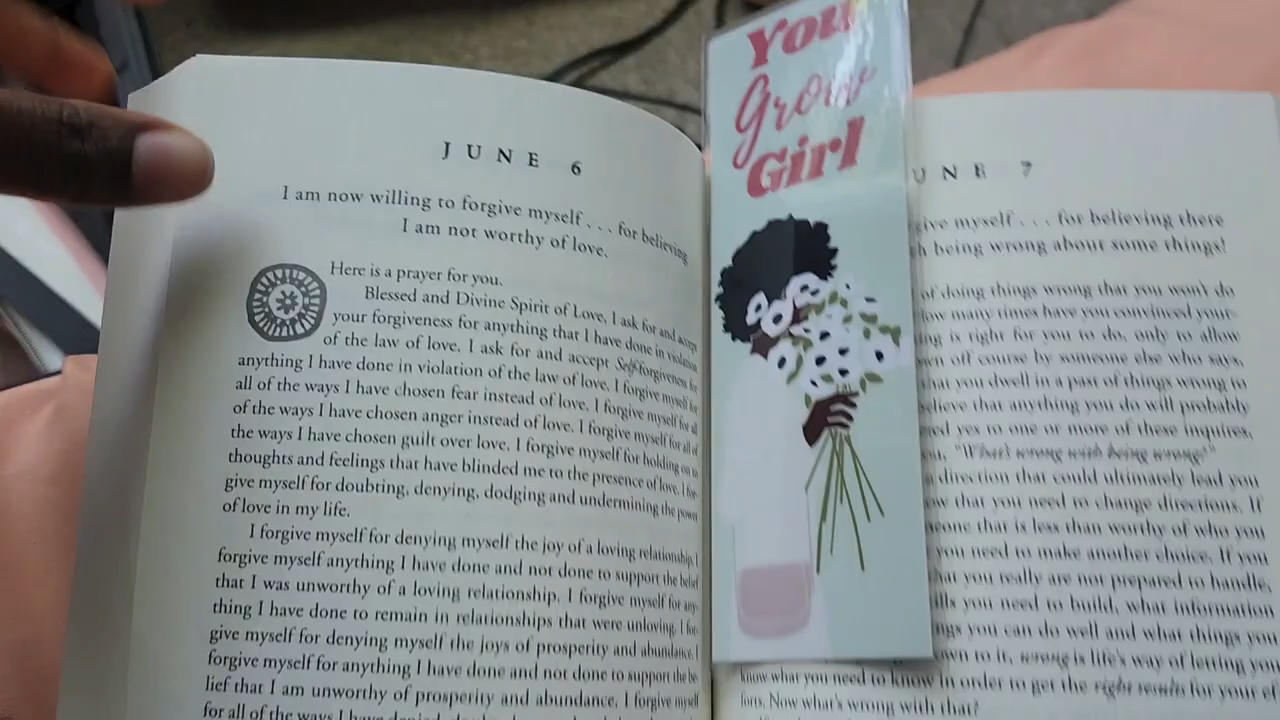 JUNE 6
I am now willing to forgive myself . . . for believing
I am not worthy of love.
Here is a prayer for you.
Blessed and Divine Spirit of Love, I ask for and accept
your forgiveness for anything that I have done in violation
of the law of love. I ask for and accept Self-forgiveness for
anything I have done in violation of the law of love. I forgive myself for
all of the ways I have chosen fear instead of love. I forgive myself for all
of the ways I have chosen anger instead of love. I forgive myself for all of
the ways I have chosen guilt over love. I forgive myself for holding on to
thoughts and feelings that have blinded me to the presence of love. I for-
give myself for doubting, denying, dodging and undermining the power
of love in my life.
I forgive myself for denying myself the joy of a loving relationship. I
forgive myself anything I have done and not done to support the belief
that I was unworthy of a loving relationship. I forgive myself for any-
thing I have done to remain in relationships that were unloving. I for-
give myself for denying myself the joys of prosperity and abundance. I
forgive myself for anything I have done and not done to support the be-
lief that I am unworthy of prosperity and abundance. I forgive myself
for all of the ways I have
You
Grow
Girl
UNE 7
give myself . . . for believing there
h being wrong about some things!
of doing things wrong that you won't do
ow many times have you convinced your-
ng is right for you to do, only to allow
en off course by someone else who says,
hat you dwell in a past of things wrong to
elieve that anything you do will probably
ed yes to one or more of these inquires,
ou, "What's wrong with being wrong?"
direction that could ultimately lead you
w that you need to change directions. If
eone that is less than worthy of who you
you need to make another choice. If you
hat you really are not prepared to handle,
ills you need to build, what information
ngs you can do well and what things you
own to it, wrong is life's way of letting you
know what you need to know in order to get the right results for your ef-
forts. Now what's wrong with that?